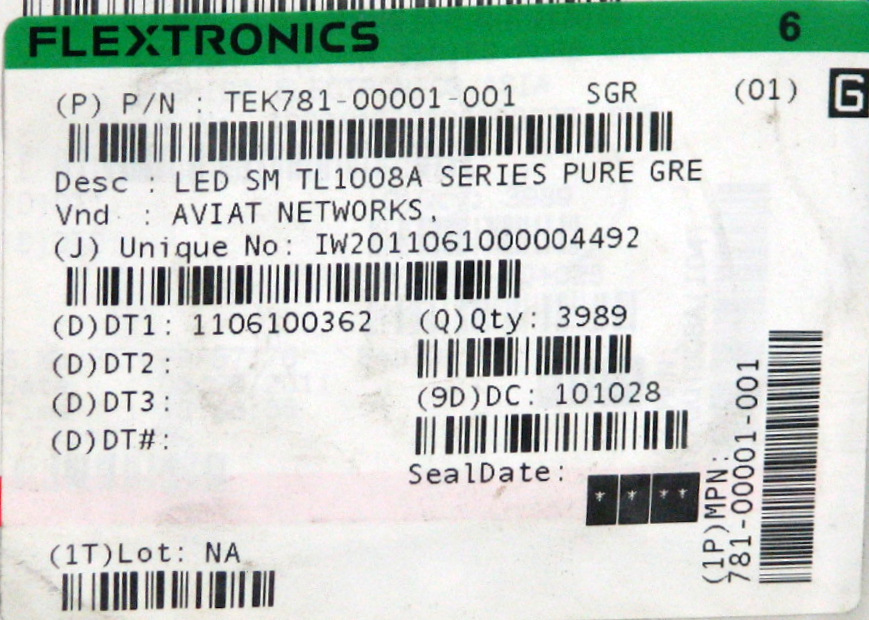 FLEXTRONICS 6
(P) P/N : TEK781-00001-001 SGR (01) G
Desc : LED SM TL1008A SERIES PURE GRE
Vnd : AVIAT NETWORKS,
(J) Unique No: IW2011061000004492
(D)DT1: 1106100362 (Q)Qty: 3989
(D)DT2:
(D)DT3: (9D)DC: 101028
(D)DT#:
SealDate:
* * * *
(1T)Lot: NA
(1P)MPN:
781-00001-001